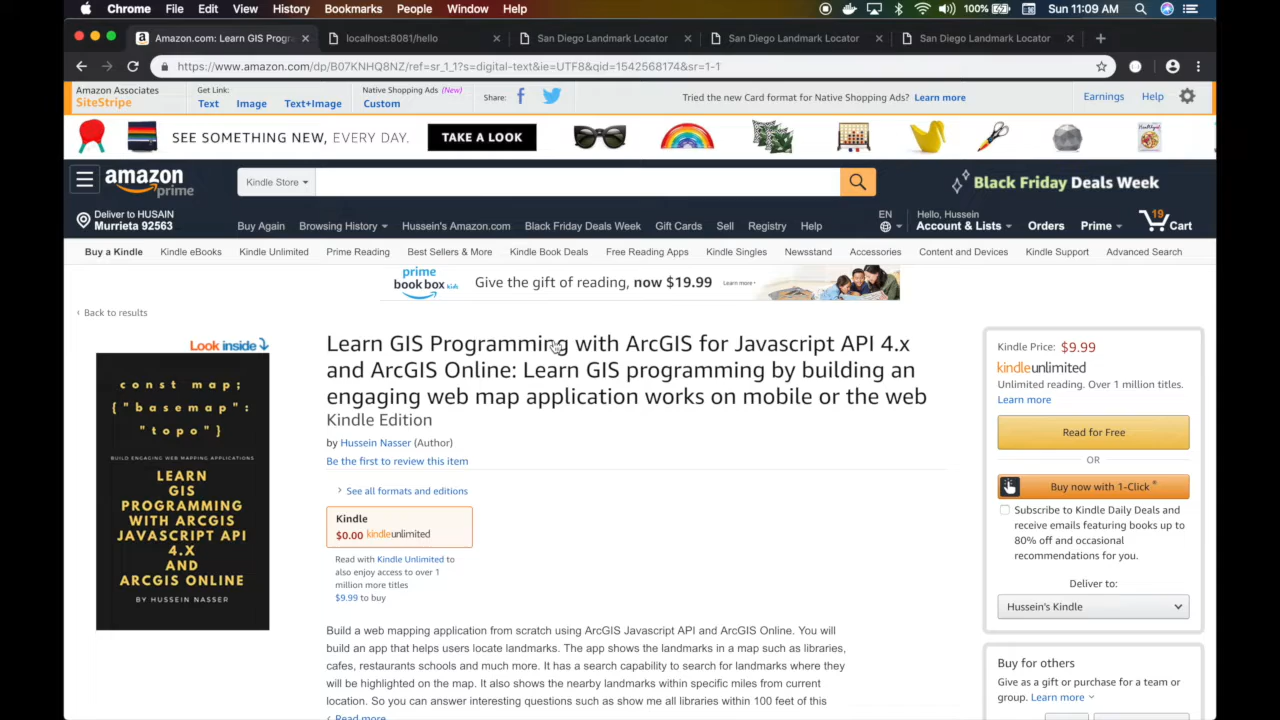 Chrome File Edit View History Bookmarks People Window Help 100% Sun 11:09 AM
Amazon.com: Learn GIS Prog localhost:8081/hello San Diego Landmark Locator San Diego Landmark Locator San Diego Landmark Locator
https://www.amazon.com/dp/B07KNHQ8NZ/ref=sr_1_1?s=digital-text&ie=UTF8&qid=1542568174&sr=1-1
Amazon Associates Get Link: Native Shopping Ads (New)
SiteStripe Text Image Text+Image Custom Share: Tried the new Card format for Native Shopping Ads? Learn more Earnings Help
SEE SOMETHING NEW, EVERY DAY. TAKE A LOOK
amazon prime Kindle Store Black Friday Deals Week
Deliver to HUSAIN EN Hello, Hussein 19
Murrieta 92563 Buy Again Browsing History Hussein's Amazon.com Black Friday Deals Week Gift Cards Sell Registry Help Account & Lists Orders Prime Cart
Buy a Kindle Kindle eBooks Kindle Unlimited Prime Reading Best Sellers & More Kindle Book Deals Free Reading Apps Kindle Singles Newsstand Accessories Content and Devices Kindle Support Advanced Search
prime book box kids Give the gift of reading, now $19.99 Learn more
‹ Back to results
Look inside
const map;
{"basemap":
"topo"}
BUILD ENGAGING WEB MAPPING APPLICATIONS
LEARN
GIS
PROGRAMMING
WITH ARCGIS
JAVASCRIPT API
4.X
AND
ARCGIS ONLINE
BY HUSSEIN NASSER
Learn GIS Programming with ArcGIS for Javascript API 4.x
and ArcGIS Online: Learn GIS programming by building an
engaging web map application works on mobile or the web
Kindle Edition
by Hussein Nasser (Author)
Be the first to review this item
See all formats and editions
Kindle
$0.00 kindleunlimited
Read with Kindle Unlimited to
also enjoy access to over 1
million more titles
$9.99 to buy
Build a web mapping application from scratch using ArcGIS Javascript API and ArcGIS Online. You will
build an app that helps users locate landmarks. The app shows the landmarks in a map such as libraries,
cafes, restaurants schools and much more. It has a search capability to search for landmarks where they
will be highlighted on the map. It also shows the nearby landmarks within specific miles from current
location. So you can answer interesting questions such as show me all libraries within 100 feet of this
Read more
Kindle Price: $9.99
kindleunlimited
Unlimited reading. Over 1 million titles.
Learn more
Read for Free
OR
Buy now with 1-Click ®
Subscribe to Kindle Daily Deals and
receive emails featuring books up to
80% off and occasional
recommendations for you.
Deliver to:
Hussein's Kindle
Buy for others
Give as a gift or purchase for a team or
group. Learn more